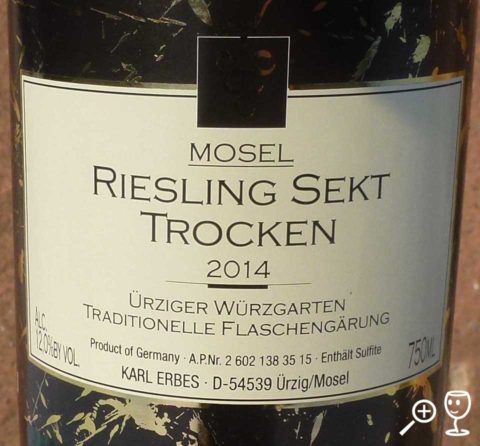 MOSEL
RIESLING SEKT
TROCKEN
2014
ÜRZIGER WÜRZGARTEN
TRADITIONELLE FLASCHENGÄRUNG
ALC.
12,0%BY VOL.
Product of Germany · A.P.Nr. 2 602 138 35 15 · Enthält Sulfite
750ML
KARL ERBES · D-54539 Ürzig/Mosel